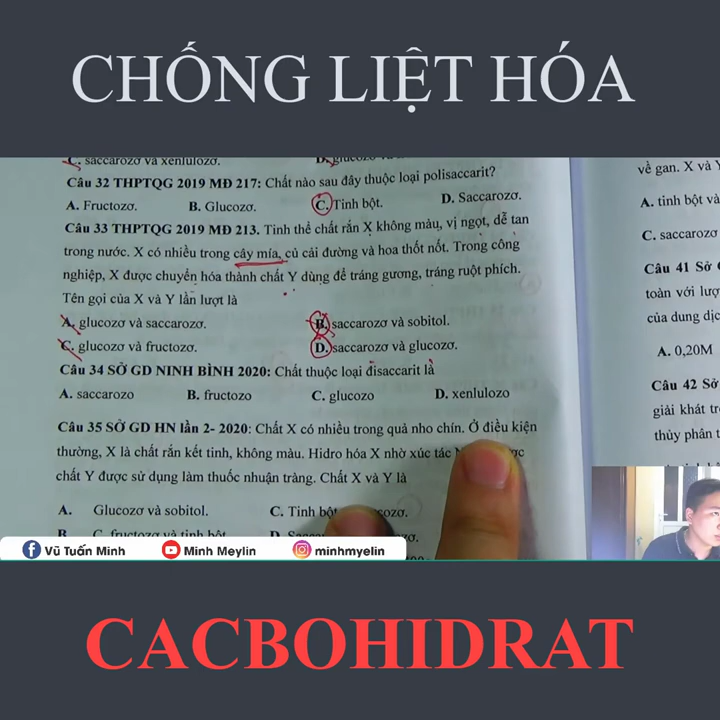 CHỐNG LIỆT HÓA
C. saccarozơ và xenlulozơ.
Câu 32 THPTQG 2019 MĐ 217: Chất nào sau đây thuộc loại polisaccarit?
A. Fructozơ. B. Glucozơ. C. Tinh bột. D. Saccarozơ.
Câu 33 THPTQG 2019 MĐ 213. Tinh thể chất rắn X không màu, vị ngọt, dễ tan
trong nước. X có nhiều trong cây mía, củ cải đường và hoa thốt nốt. Trong công
nghiệp, X được chuyển hóa thành chất Y dùng để tráng gương, tráng ruột phích.
Tên gọi của X và Y lần lượt là
A. glucozơ và saccarozơ. B. saccarozơ và sobitol.
C. glucozơ và fructozơ. D. saccarozơ và glucozơ.
Câu 34 SỞ GD NINH BÌNH 2020: Chất thuộc loại đisaccarit là
A. saccarozo B. fructozo C. glucozo D. xenlulozo
Câu 35 SỞ GD HN lần 2- 2020: Chất X có nhiều trong quả nho chín. Ở điều kiện
thường, X là chất rắn kết tinh, không màu. Hidro hóa X nhờ xúc tác
chất Y được sử dụng làm thuốc nhuận tràng. Chất X và Y là
A. Glucozơ và sobitol. C. Tinh
B. C. fructozơ và tinh bột D.
về gan. X và
A. tinh bột và
C. saccarozơ
Câu 41 Sở
toàn với lượ
của dung dịc
A. 0,20M
Câu 42 Sở
giải khát tr
thủy phân t
Vũ Tuấn Minh Minh Meylin minhmyelin
CACBOHIDRAT